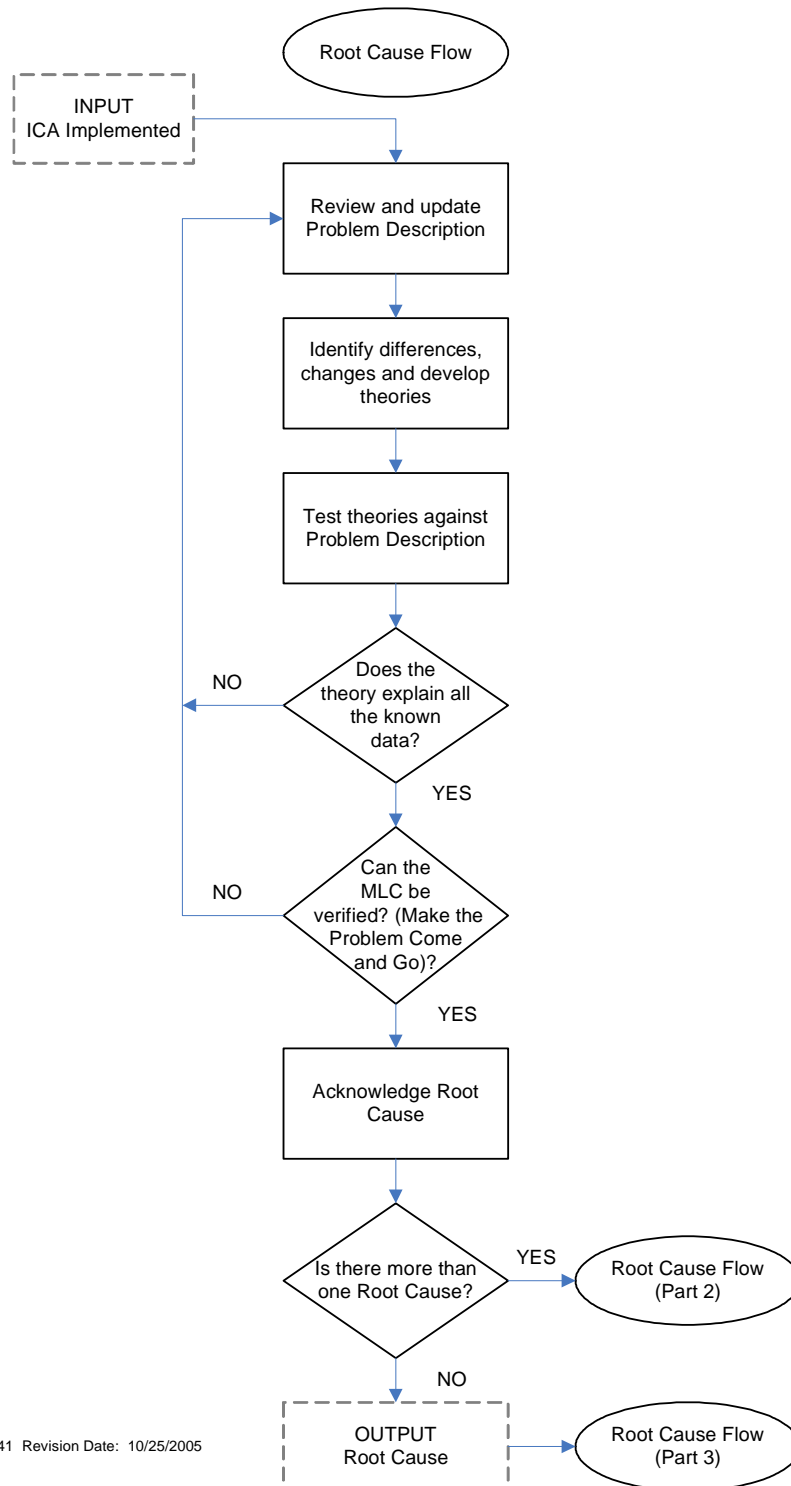 Root Cause Flow
INPUT
ICA Implemented
Review and update
Problem Description
Identify differences,
changes and develop
theories
Test theories against
Problem Description
Does the
theory explain all
the known
data?
NO
YES
Can the
MLC be
verified? (Make the
Problem Come
and Go)?
NO
YES
Acknowledge Root
Cause
Is there more than
one Root Cause?
YES
Root Cause Flow
(Part 2)
NO
OUTPUT
Root Cause
Root Cause Flow
(Part 3)
41 Revision Date: 10/25/2005